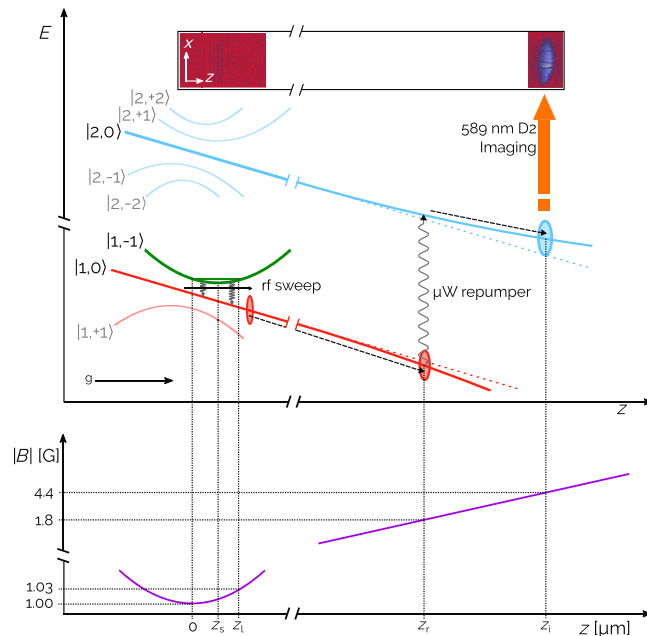 E
x
z
|2,+2⟩
|2,+1⟩
|2,0⟩
|2,-1⟩
|2,-2⟩
589 nm D2
Imaging
|1,-1⟩
|1,0⟩
rf sweep
µW repumper
|1,+1⟩
g
z
|B| [G]
4.4
1.8
1.03
1.00
0
zs
zl
zr
zi
z [µm]